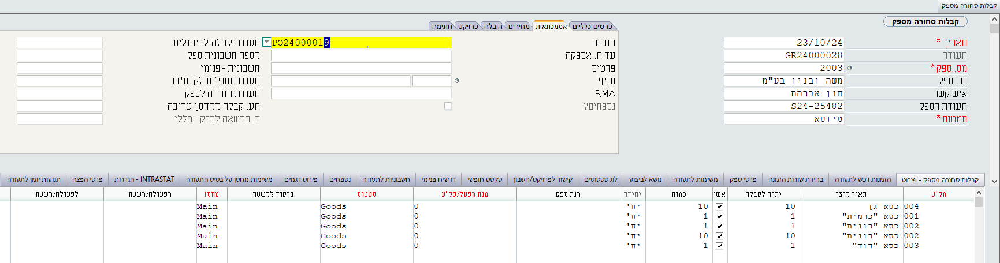 קבלות סחורה מספק
קבלות סחורה מספק
פרטים כלליים אסמכתאות מחירים הובלה פרויקט חתימה
תאריך * 23/10/24 הזמנה PO24000019 תעודת קבלה-לביטולים
תעודה GR24000028 עד ת. אספקה מספר חשבונית ספק
מס. ספק * 2003 פרטים חשבונית - פנימי
שם ספק משה ובניו בע"מ סניף תעודת משלוח לקבמ"ש
איש קשר חנן אברהם RMA תעודת החזרה לספק
תעודת הספק S24-25482 נספחים? תע. קבלה ממחסן ערובה
סטטוס * טיוטא ד. הרשאה לספק - כללי
קבלות סחורה מספק - פירוט הזמנות רכש לתעודה בחירת שורות הזמנה פרטי ספק משימות לתעודה נושא לביצוע לוג סטטוסים קישור לפרויקט/חשבון טקסט חופשי דו שיח פנימי חשבוניות לתעודה נספחים פירוט דגמים משימות מחסן על בסיס התעודה INTRASTAT - הגדרות פרטי הפצה תנועות יומן לתעודה
מק"ט תאור מוצר יתרה לקבלה אשו כמות יחידה מנת ספק מנת מפעל/פק"ע סטטוס ברקוד למשטח מחסן מפעולה/משטח לפעולה/משטח
004 כסא גן 10 10 יח' 0 Goods Main
001 כסא "כרמית" 1 1 יח' 0 Goods Main
002 כסא "רונית" 1 1 יח' 0 Goods Main
002 כסא "רונית" 10 10 יח' 0 Goods Main
003 כסא "דוד" 1 1 יח' 0 Goods Main